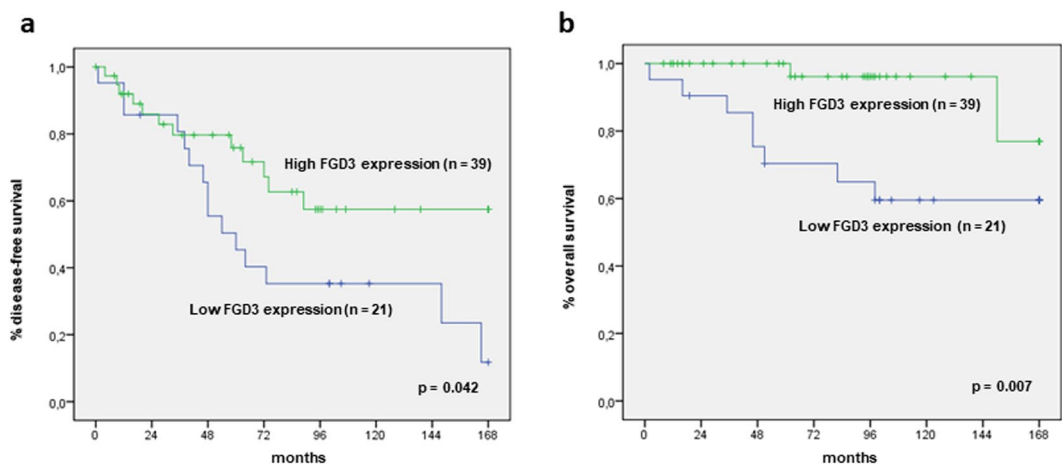 a
% disease-free survival
1,0
0,8
0,6
0,4
0,2
0,0
High FGD3 expression (n = 39)
Low FGD3 expression (n = 21)
p = 0.042
0 24 48 72 96 120 144 168
months
b
% overall survival
1,0
0,8
0,6
0,4
0,2
0,0
High FGD3 expression (n = 39)
Low FGD3 expression (n = 21)
p = 0.007
0 24 48 72 96 120 144 168
months